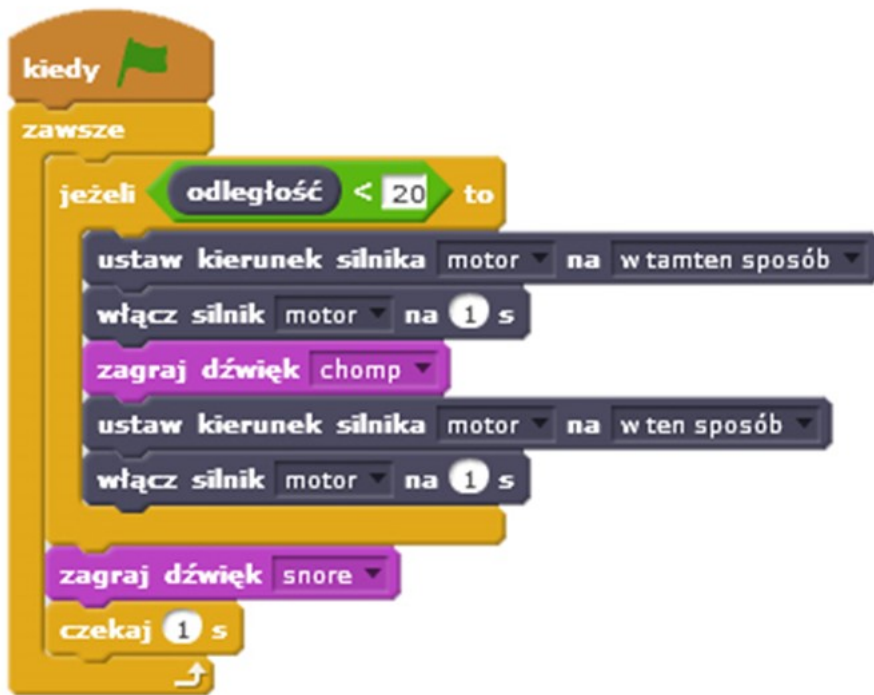 kiedy
zawsze
jeżeli odległość < 20 to
ustaw kierunek silnika motor na w tamten sposób
włącz silnik motor na 1 s
zagraj dźwięk chomp
ustaw kierunek silnika motor na w ten sposób
włącz silnik motor na 1 s
zagraj dźwięk snore
czekaj 1 s